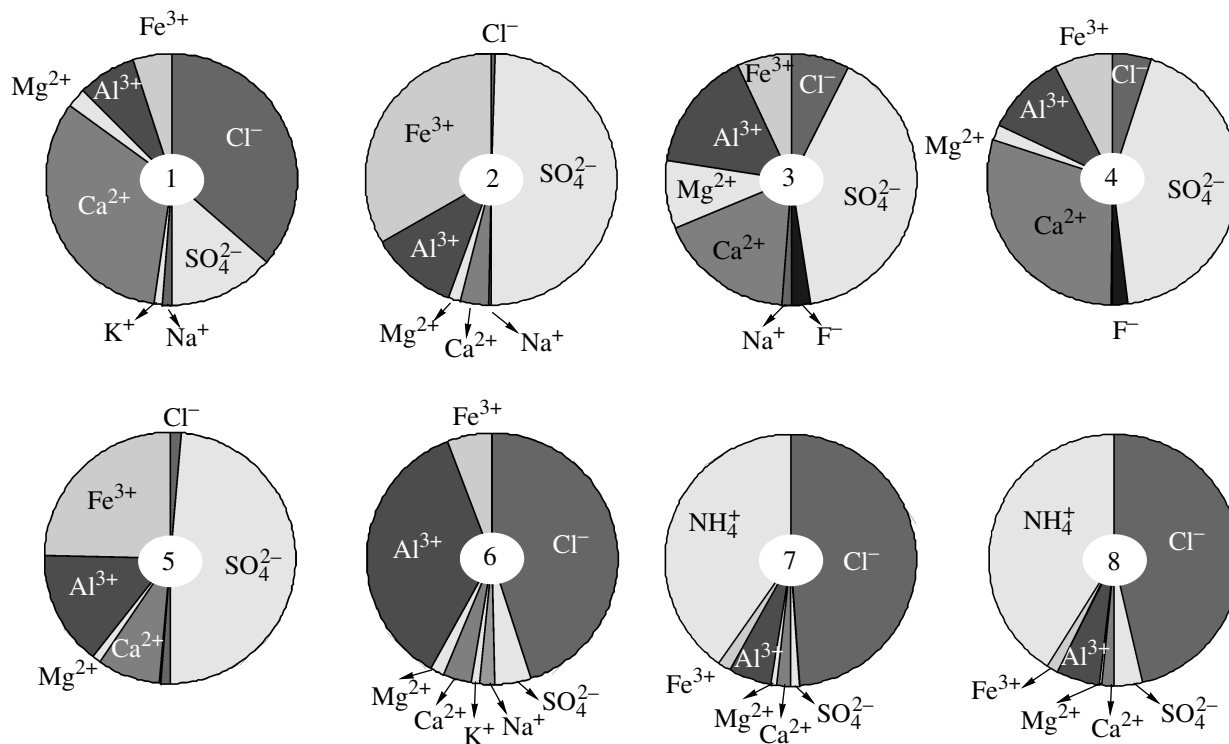 Fe³⁺
Mg²⁺
Al³⁺
Cl⁻
1
Ca²⁺
SO₄²⁻
K⁺
Na⁺
Cl⁻
Fe³⁺
2
SO₄²⁻
Al³⁺
Mg²⁺
Ca²⁺
Na⁺
Fe³⁺
Cl⁻
Al³⁺
Mg²⁺
3
SO₄²⁻
Ca²⁺
Na⁺
F⁻
Fe³⁺
Cl⁻
Al³⁺
Mg²⁺
4
SO₄²⁻
Ca²⁺
F⁻
Cl⁻
Fe³⁺
5
SO₄²⁻
Al³⁺
Ca²⁺
Mg²⁺
Fe³⁺
Al³⁺
6
Cl⁻
Mg²⁺
Ca²⁺
K⁺
Na⁺
SO₄²⁻
NH₄⁺
7
Cl⁻
Al³⁺
Fe³⁺
Mg²⁺
Ca²⁺
SO₄²⁻
NH₄⁺
8
Cl⁻
Al³⁺
Fe³⁺
Mg²⁺
Ca²⁺
SO₄²⁻